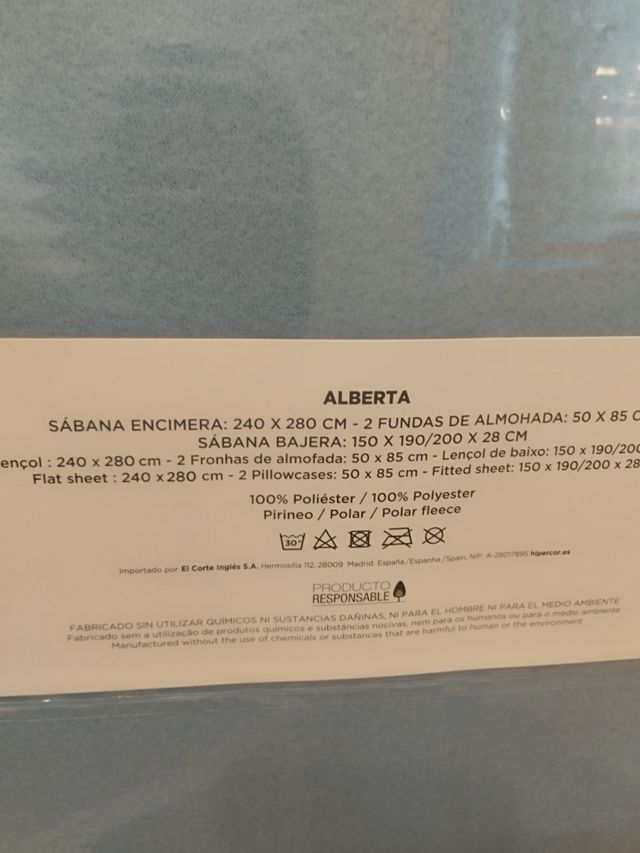 ALBERTA
SÁBANA ENCIMERA: 240 X 280 CM - 2 FUNDAS DE ALMOHADA: 50 X 85 C
SÁBANA BAJERA: 150 X 190/200 X 28 CM
ençol : 240 x 280 cm - 2 Fronhas de almofada: 50 x 85 cm - Lençol de baixo: 150 x 190/200
Flat sheet : 240 x 280 cm - 2 Pillowcases: 50 x 85 cm - Fitted sheet: 150 x 190/200 x 28
100% Poliéster / 100% Polyester
Pirineo / Polar / Polar fleece
30°
Importado por El Corte Inglés S.A. Hermosilla 112, 28009 Madrid. España/Espanha/Spain, NIF: A-28017895 hipercor.es
PRODUCTO
RESPONSABLE
FABRICADO SIN UTILIZAR QUÍMICOS NI SUSTANCIAS DAÑINAS, NI PARA EL HOMBRE NI PARA EL MEDIO AMBIENTE
Fabricado sem a utilização de produtos químicos e substâncias nocivas, nem para os humanos ou para o medio ambiente
Manufactured without the use of chemicals or substances that are harmful to human or the environment